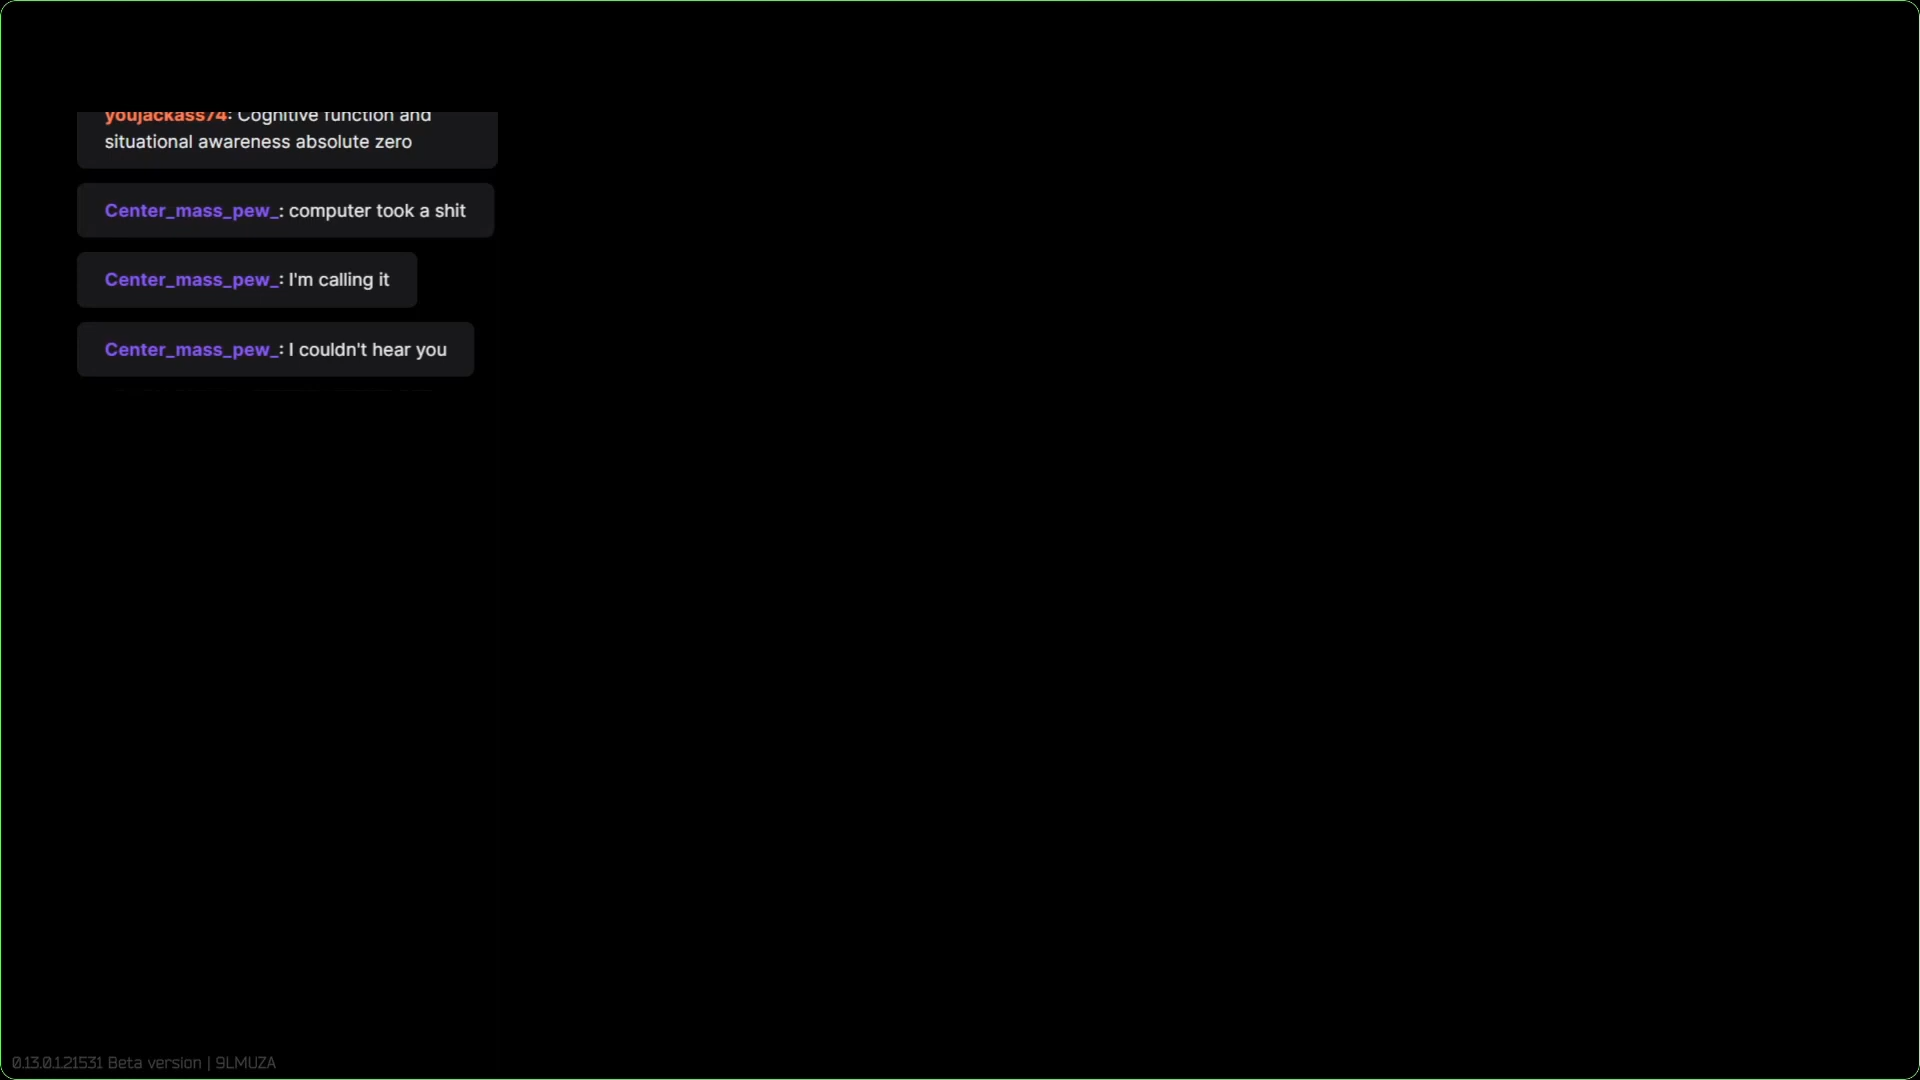 youjackass74: Cognitive function and
situational awareness absolute zero
Center_mass_pew_: computer took a shit
Center_mass_pew_: I'm calling it
Center_mass_pew_: I couldn't hear you
0.13.0.1.21531 Beta version | 9LMUZA